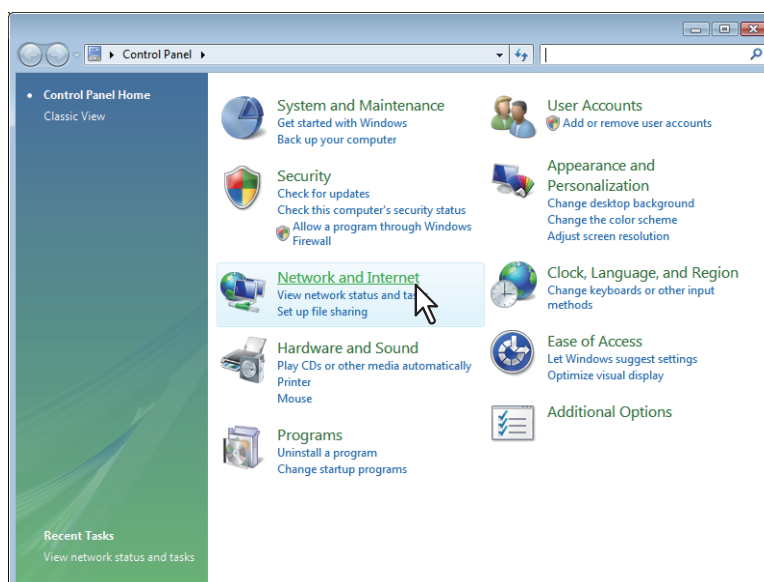 Control Panel
Control Panel Home
Classic View
System and Maintenance
Get started with Windows
Back up your computer
Security
Check for updates
Check this computer's security status
Allow a program through Windows
Firewall
Network and Internet
View network status and
Set up file sharing
Hardware and Sound
Play CDs or other media automatically
Printer
Mouse
Programs
Uninstall a program
Change startup programs
User Accounts
Add or remove user accounts
Appearance and
Personalization
Change desktop background
Change the color scheme
Adjust screen resolution
Clock, Language, and Region
Change keyboards or other input
methods
Ease of Access
Let Windows suggest settings
Optimize visual display
Additional Options
Recent Tasks
View network status and tasks